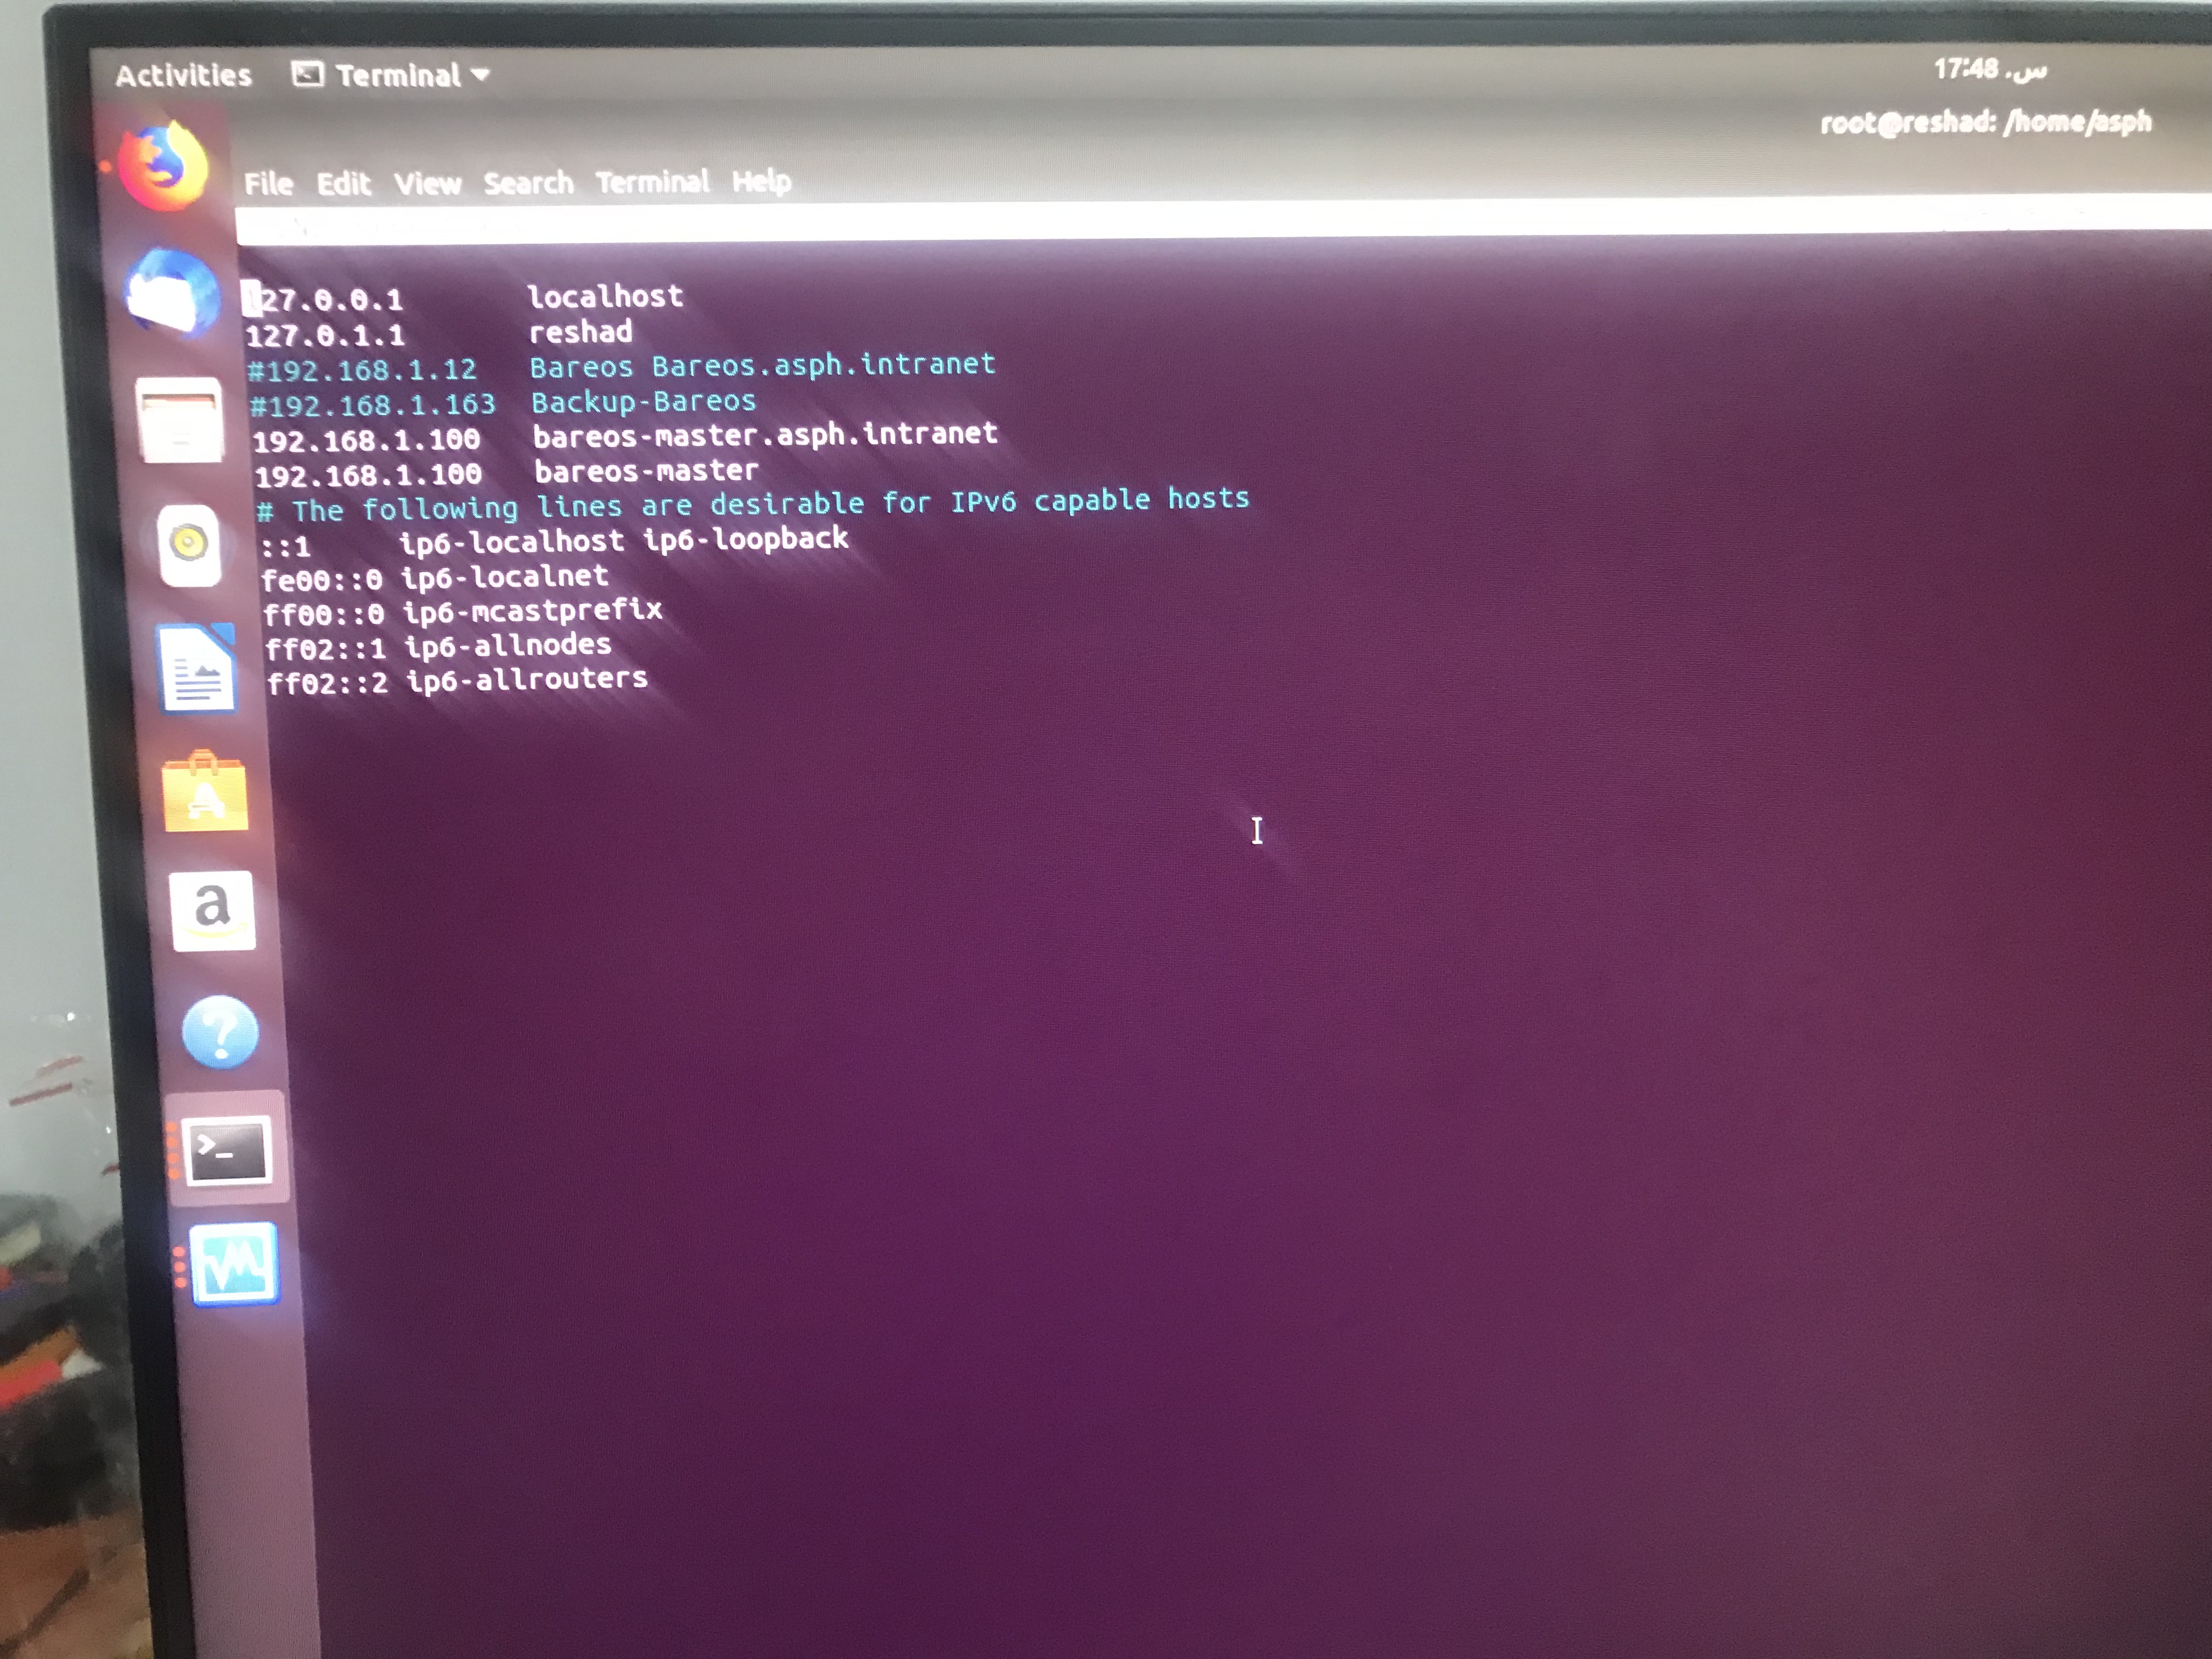 Activities Terminal
17:48 س.
root@reshad: /home/asph
File Edit View Search Terminal Help
127.0.0.1 localhost
127.0.1.1 reshad
#192.168.1.12 Bareos Bareos.asph.intranet
#192.168.1.163 Backup-Bareos
192.168.1.100 bareos-master.asph.intranet
192.168.1.100 bareos-master
# The following lines are desirable for IPv6 capable hosts
::1 ip6-localhost ip6-loopback
fe00::0 ip6-localnet
ff00::0 ip6-mcastprefix
ff02::1 ip6-allnodes
ff02::2 ip6-allrouters